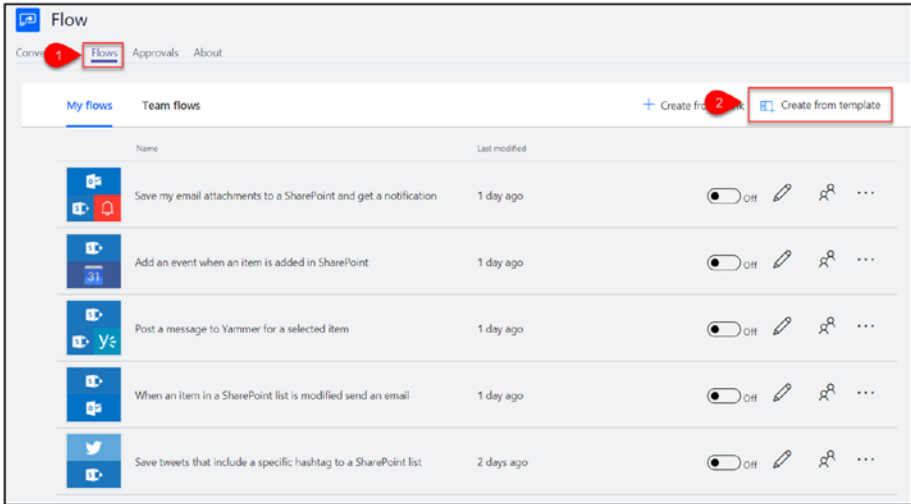 Flow
Conve 1 Flows Approvals About
My flows Team flows + Create fro 2 k Create from template
Name Last modified
Save my email attachments to a SharePoint and get a notification 1 day ago Off ...
31 Add an event when an item is added in SharePoint 1 day ago Off ...
Post a message to Yammer for a selected item 1 day ago Off ...
When an item in a SharePoint list is modified send an email 1 day ago Off ...
Save tweets that include a specific hashtag to a SharePoint list 2 days ago Off ...